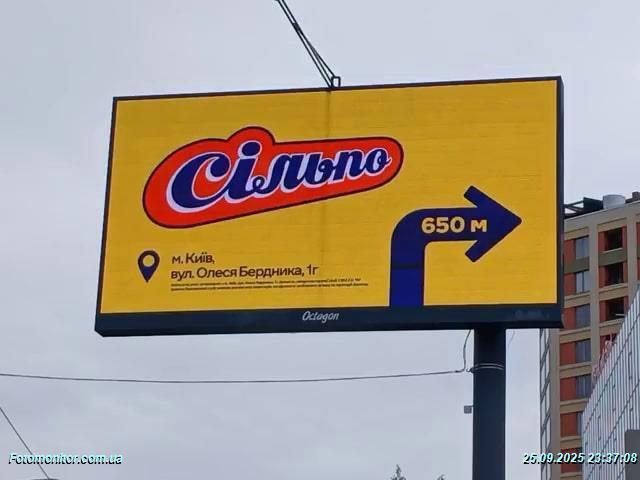 Сільпо
650 м
м. Київ,
вул. Олеся Бердника, 1г
Octagon
Fotomonitor.com.ua
25.09.2025 23:37:08